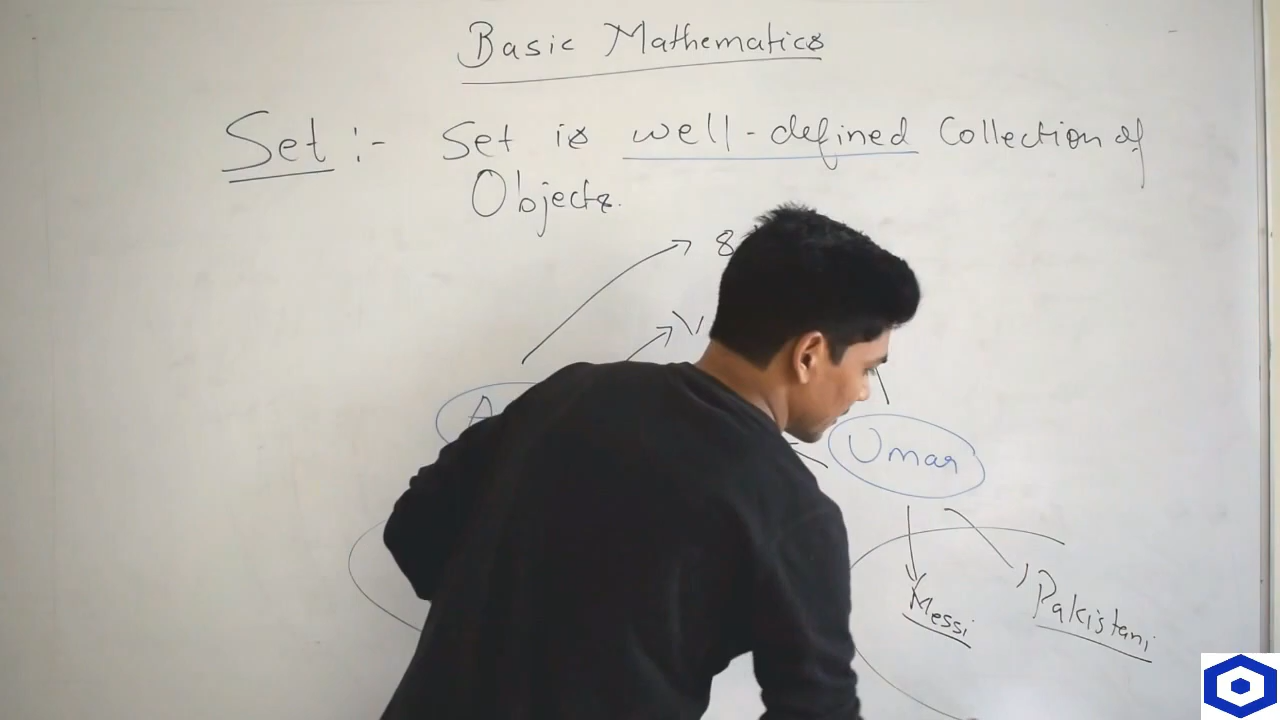 Basic Mathematics
Set :- Set is well-defined Collection of
Objects.
8
Umar
Messi
Pakistani